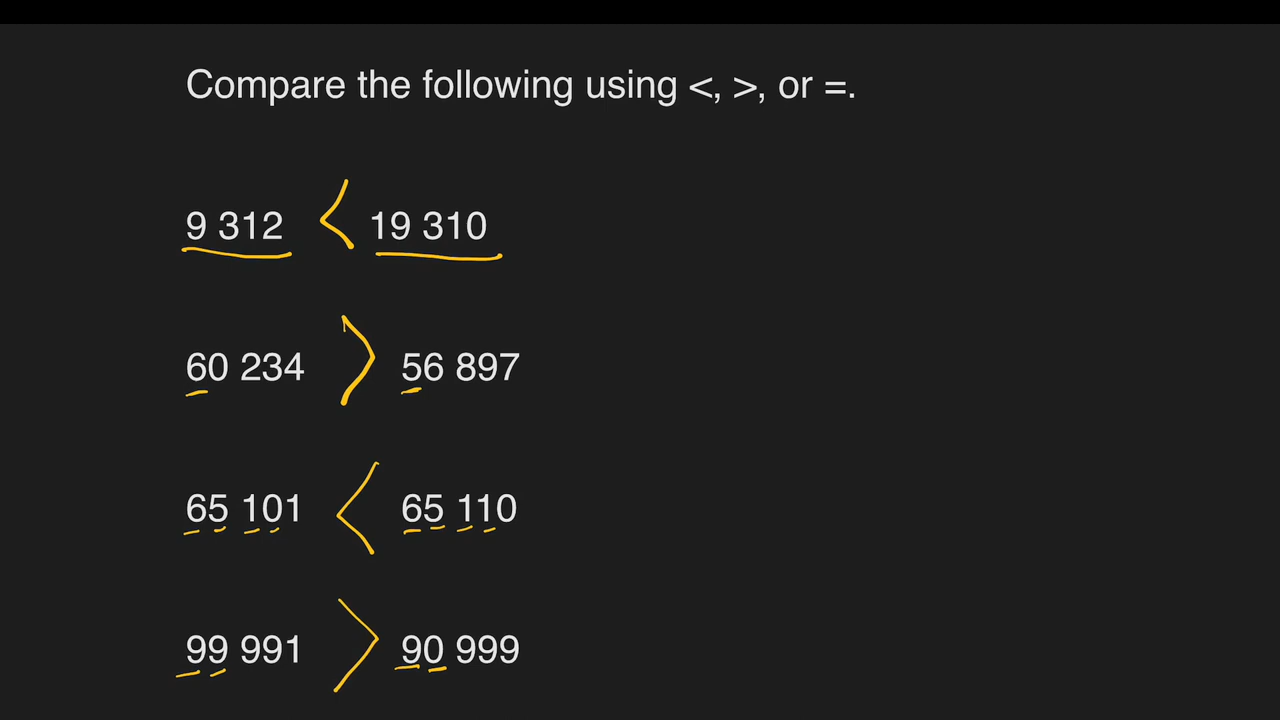 Compare the following using <, >, or =.
9 312 < 19 310
60 234 > 56 897
65 101 < 65 110
99 991 > 90 999